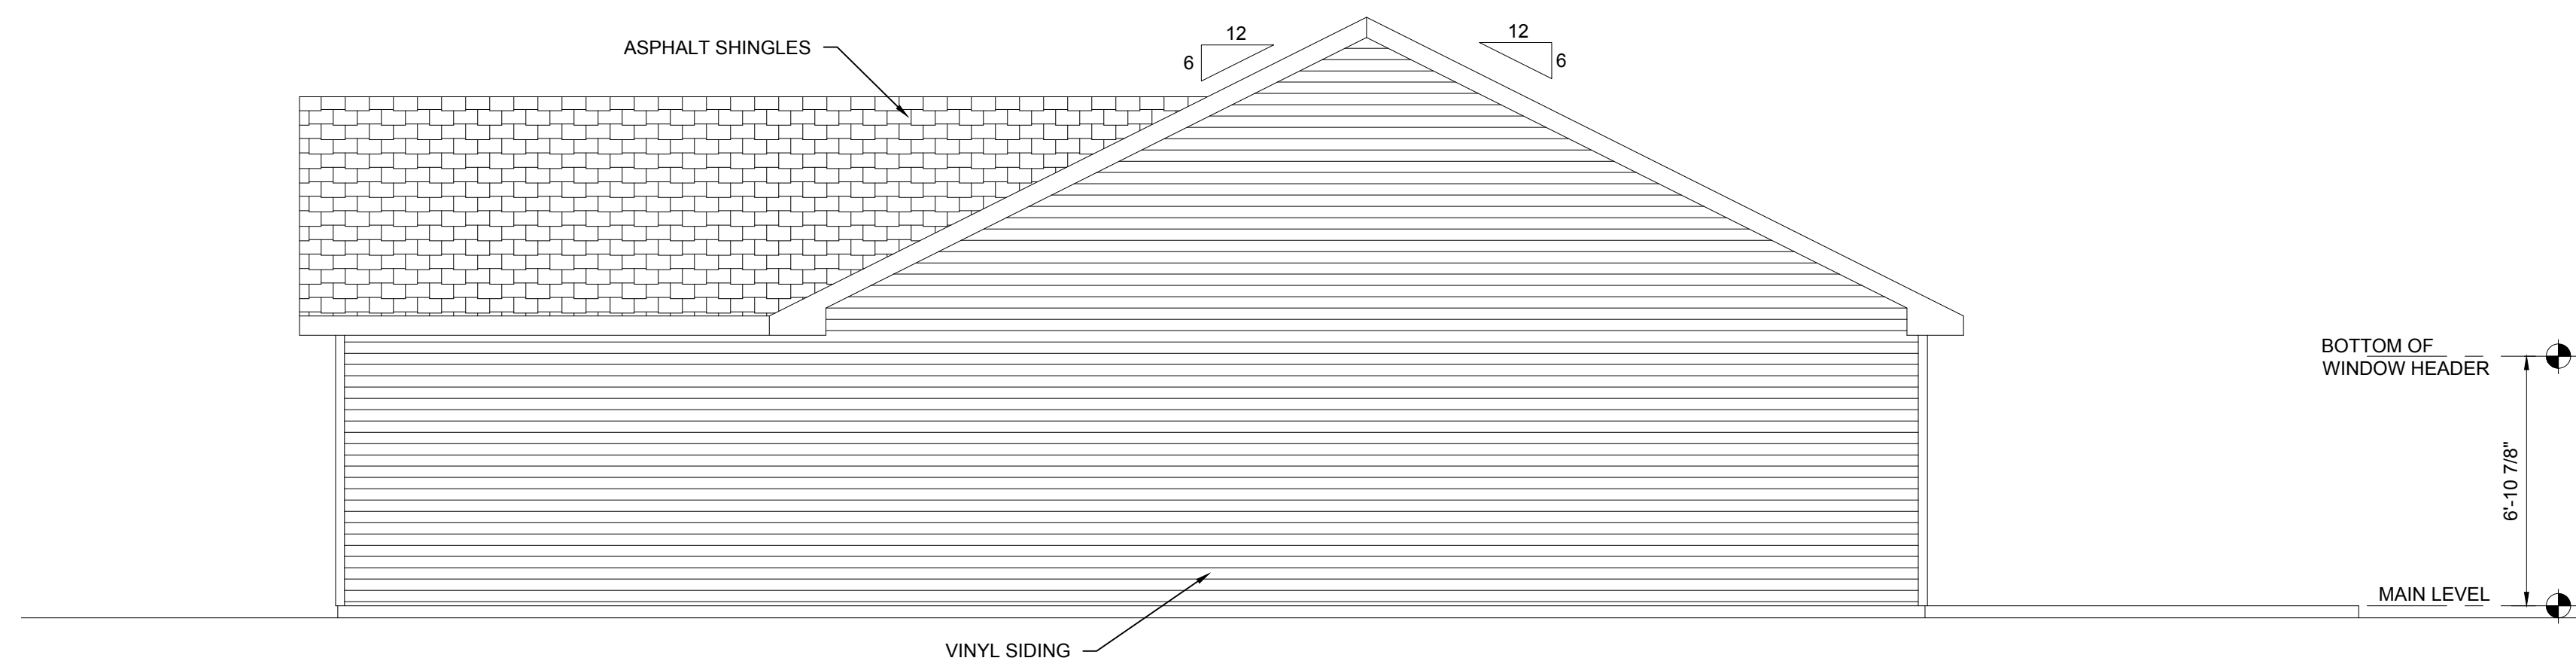 12
12
ASPHALT SHINGLES
6
6
BOTTOM OF
WINDOW HEADER
6'-10 7/8"
MAIN LEVEL
VINYL SIDING